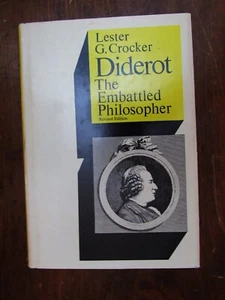 Lester
G. Crocker
Diderot
The
Embattled
Philosopher
Revised Edition